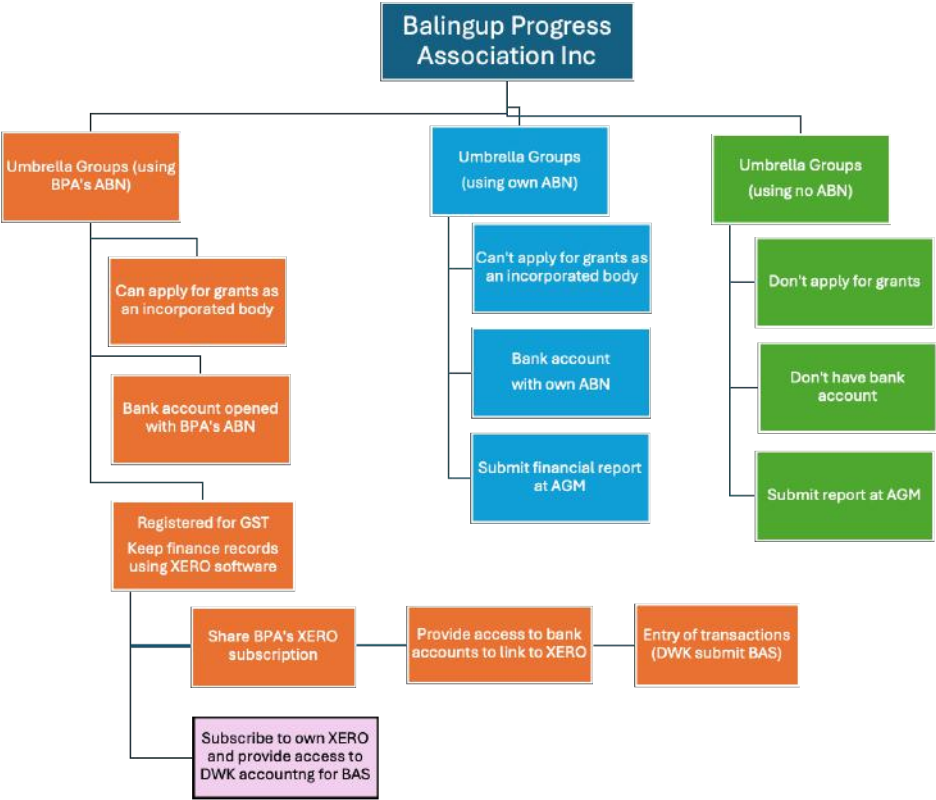 Balingup Progress
Association Inc
Umbrella Groups (using
BPA's ABN)
Can apply for grants as
an incorporated body
Bank account opened
with BPA's ABN
Registered for GST
Keep finance records
using XERO software
Share BPA's XERO
subscription
Provide access to bank
accounts to link to XERO
Entry of transactions
(DWK submit BAS)
Subscribe to own XERO
and provide access to
DWK accountng for BAS
Umbrella Groups
(using own ABN)
Can't apply for grants as
an incorporated body
Bank account
with own ABN
Submit financial report
at AGM
Umbrella Groups
(using no ABN)
Don't apply for grants
Don't have bank
account
Submit report at AGM